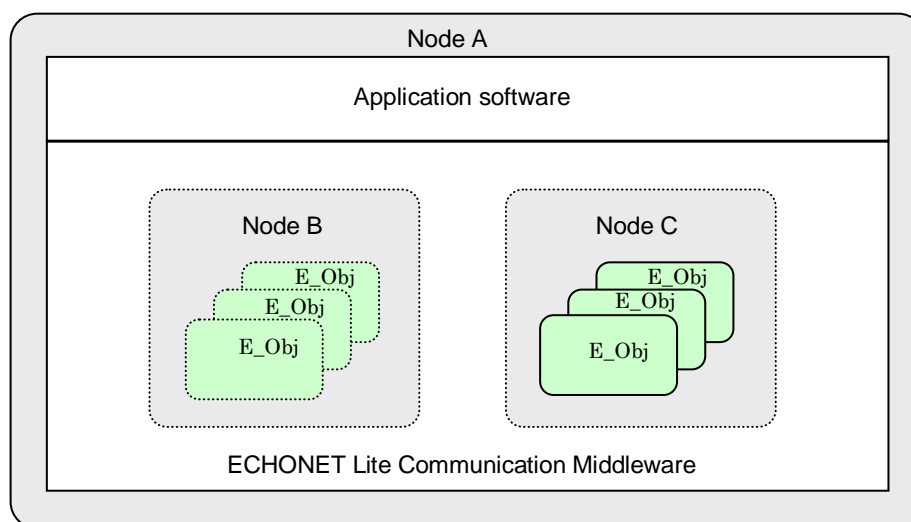 Node A
Application software
Node B
Node C
E_Obj
E_Obj
E_Obj
E_Obj
E_Obj
E_Obj
ECHONET Lite Communication Middleware